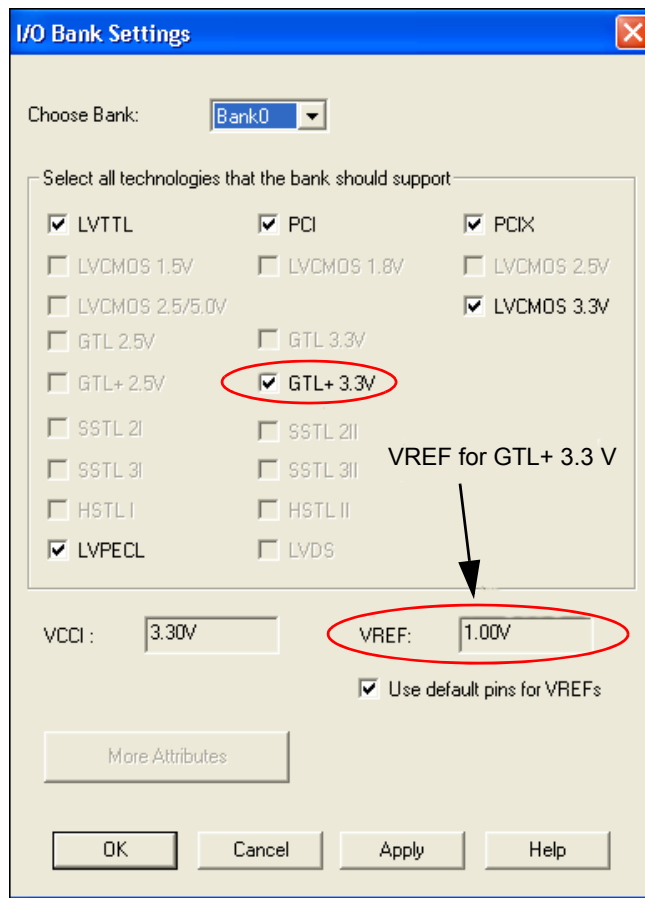 I/O Bank Settings
Choose Bank: Bank0
Select all technologies that the bank should support
LVTTL PCI PCIX
LVCMOS 1.5V LVCMOS 1.8V LVCMOS 2.5V
LVCMOS 2.5/5.0V LVCMOS 3.3V
GTL 2.5V GTL 3.3V
GTL+ 2.5V GTL+ 3.3V
SSTL 2I SSTL 2II
SSTL 3I SSTL 3II
VREF for GTL+ 3.3 V
HSTL I HSTL II
LVPECL LVDS
VCCI : 3.30V VREF: 1.00V
Use default pins for VREFs
More Attributes
OK Cancel Apply Help